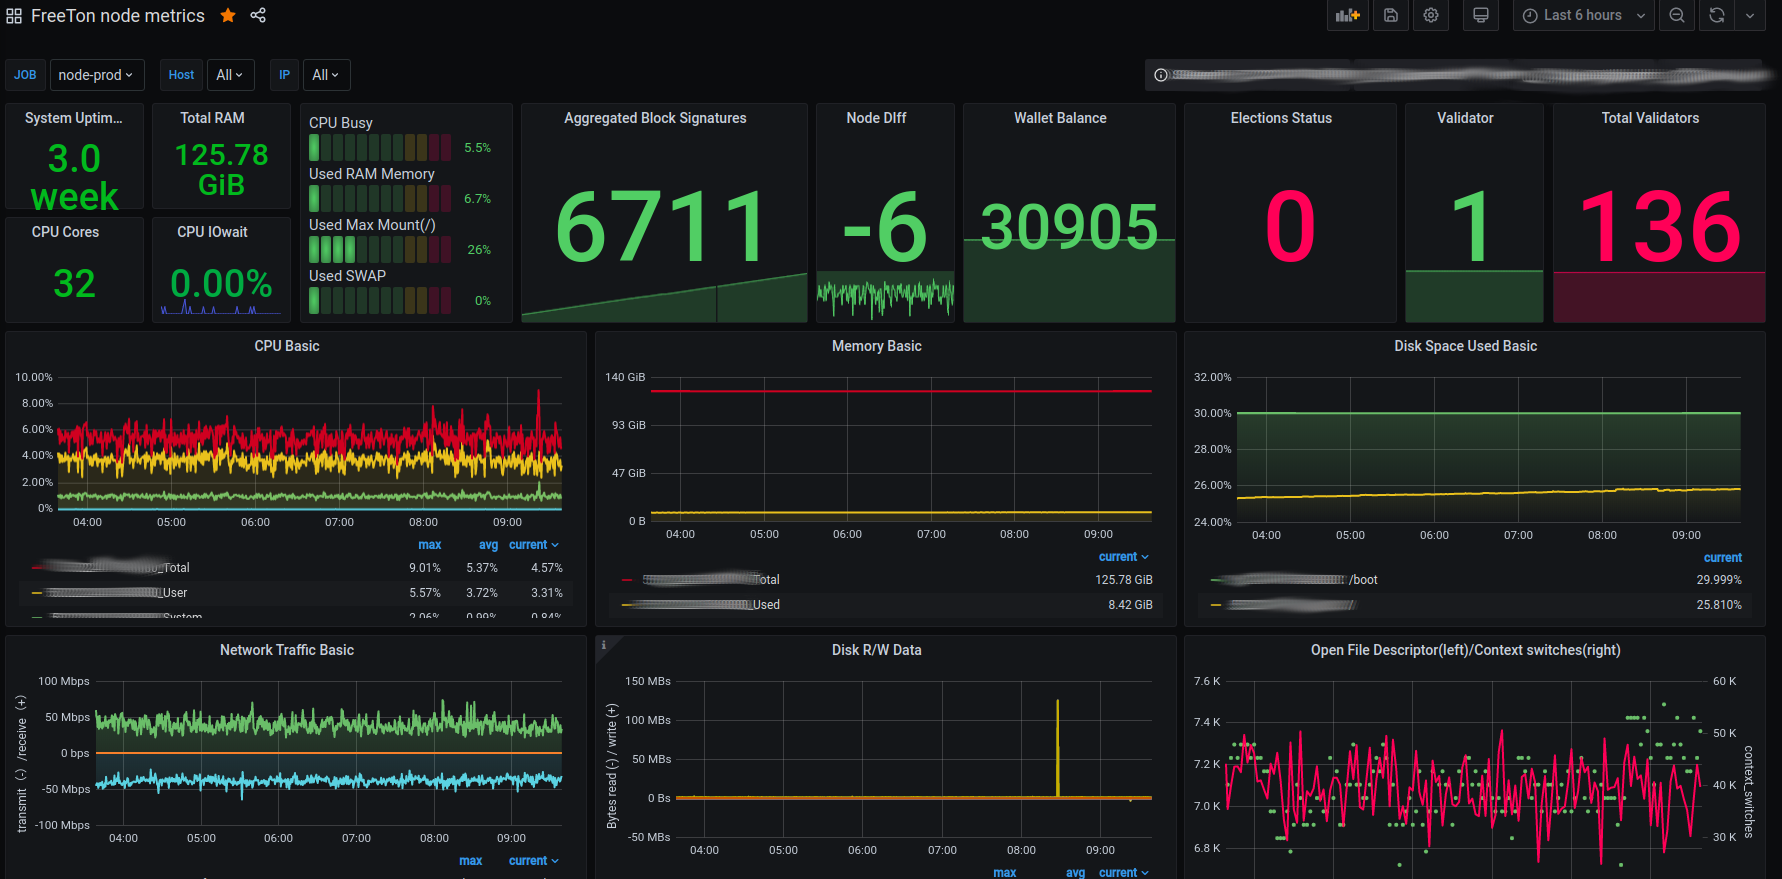 FreeTon node metrics
Last 6 hours
JOB node-prod Host All IP All
System Uptim...
3.0
week
Total RAM
125.78
GiB
CPU Cores
32
CPU IOwait
0.00%
CPU Busy
5.5%
Used RAM Memory
6.7%
Used Max Mount(/)
26%
Used SWAP
0%
Aggregated Block Signatures
6711
Node DIff
-6
Wallet Balance
30905
Elections Status
0
Validator
1
Total Validators
136
CPU Basic
10.00%
8.00%
6.00%
4.00%
2.00%
0%
04:00 05:00 06:00 07:00 08:00 09:00
max avg current
_Total 9.01% 5.37% 4.57%
_User 5.57% 3.72% 3.31%
System 2.06% 0.99% 0.84%
Memory Basic
140 GiB
93 GiB
47 GiB
0 B
04:00 05:00 06:00 07:00 08:00 09:00
current
Total 125.78 GiB
_Used 8.42 GiB
Disk Space Used Basic
32.00%
30.00%
28.00%
26.00%
24.00%
04:00 05:00 06:00 07:00 08:00 09:00
current
/boot 29.999%
25.810%
Network Traffic Basic
transmit (-) /receive (+)
100 Mbps
50 Mbps
0 bps
-50 Mbps
-100 Mbps
04:00 05:00 06:00 07:00 08:00 09:00
max current
i
Disk R/W Data
Bytes read (-) / write (+)
150 MBs
100 MBs
50 MBs
0 Bs
-50 MBs
04:00 05:00 06:00 07:00 08:00 09:00
max avg current
Open File Descriptor(left)/Context switches(right)
7.6 K
7.4 K
7.2 K
7.0 K
6.8 K
60 K
50 K
40 K
30 K
context_switches